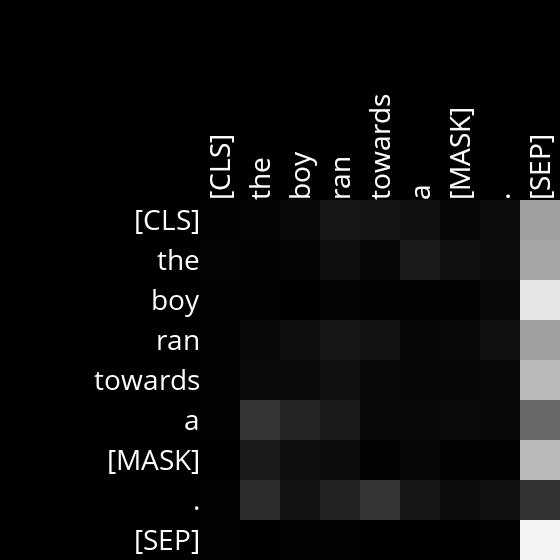 [CLS]
the
boy
ran
towards
a
[MASK]
.
[SEP]
[CLS]
the
boy
ran
towards
a
[MASK]
.
[SEP]